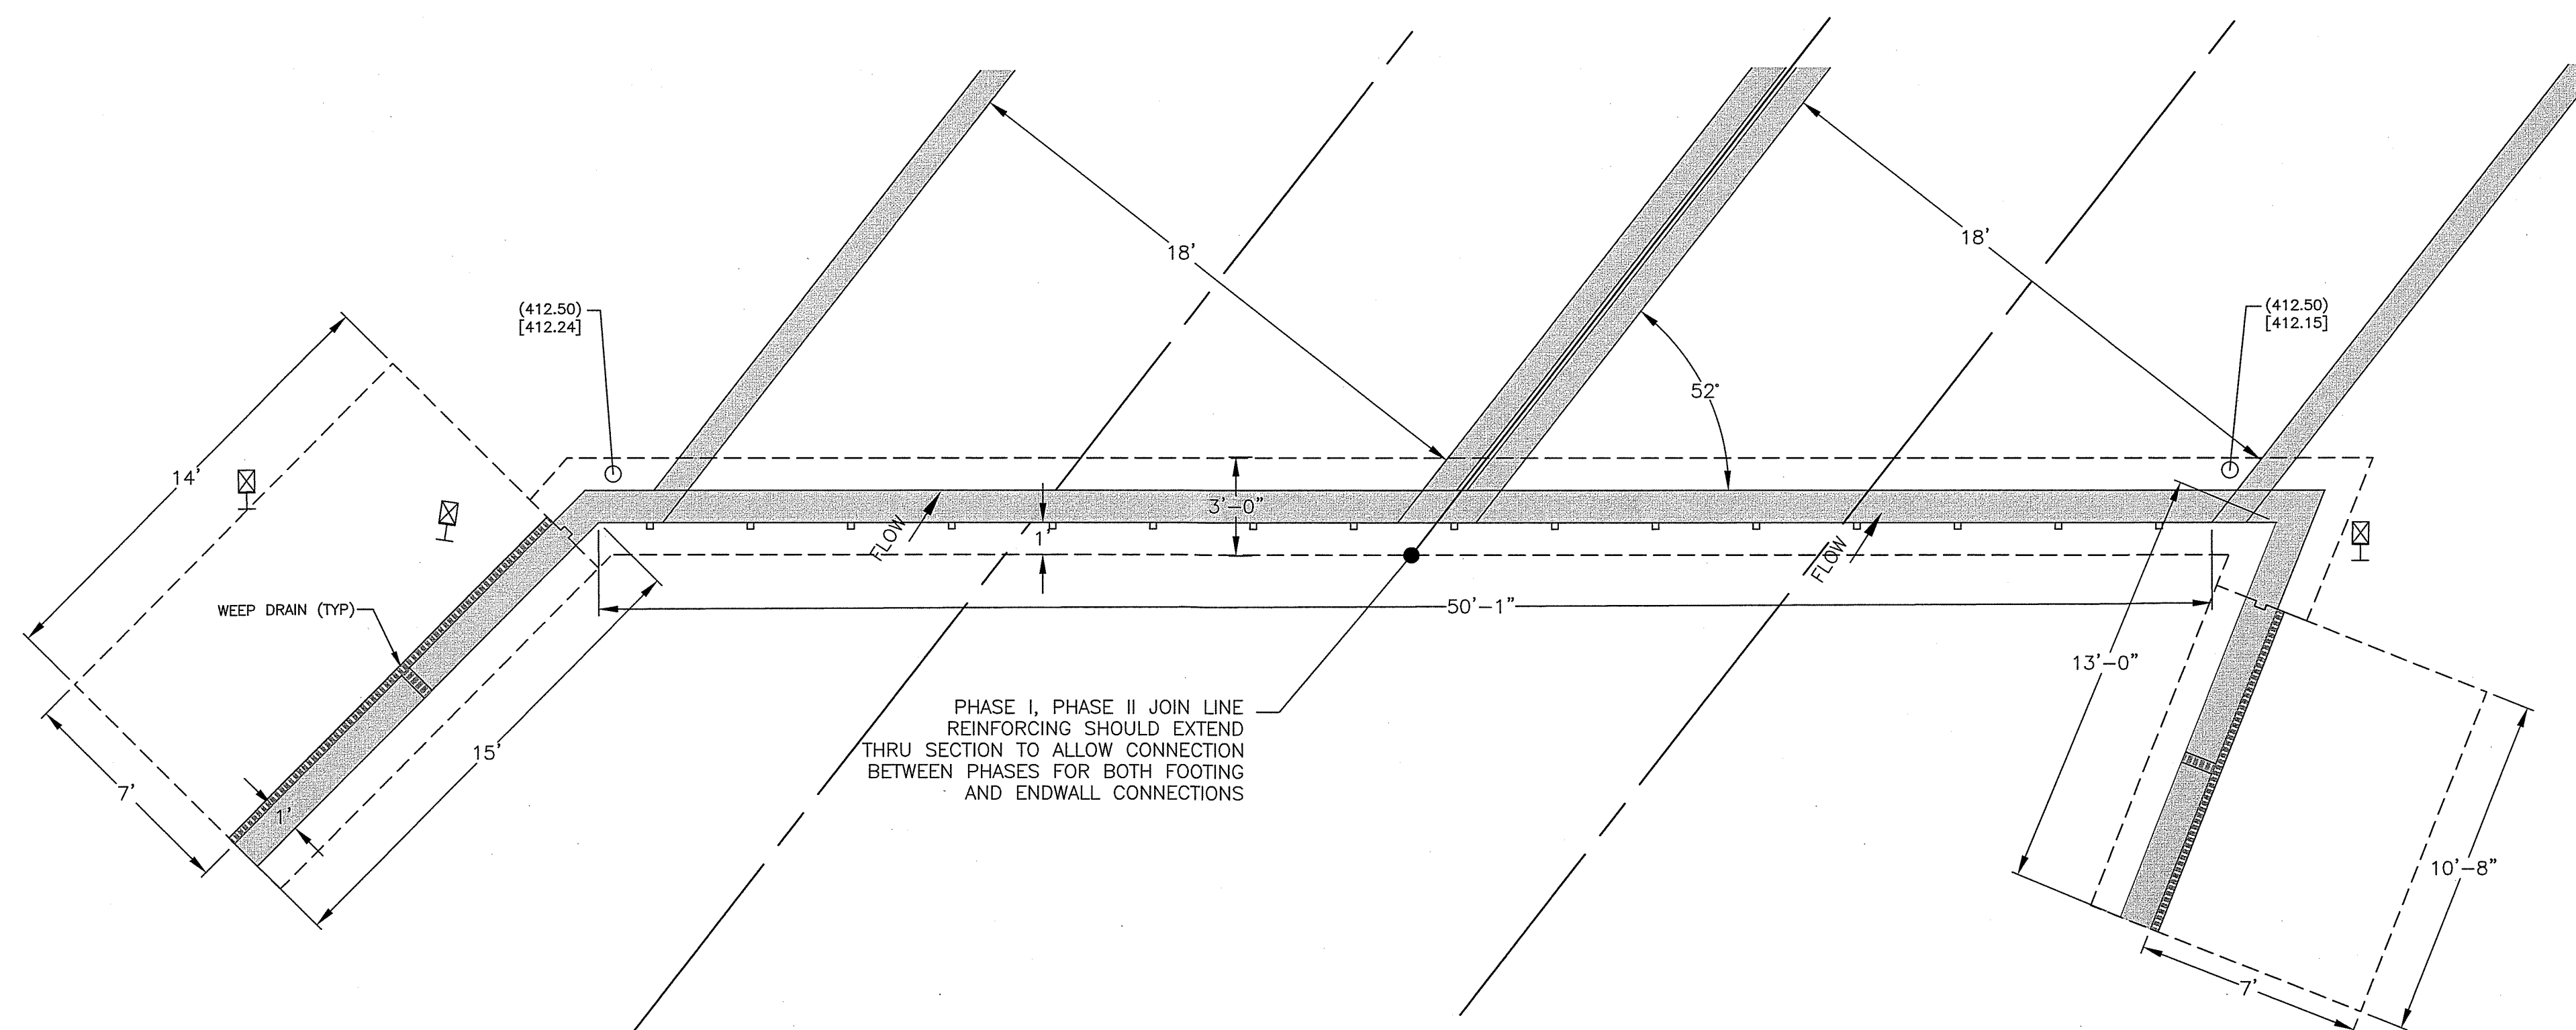 18'
18'
(412.50)
[412.24]
(412.50)
[412.15]
52°
14'
3'-0"
1'
FLOW
FLOW
WEEP DRAIN (TYP)
50'-1"
13'-0"
PHASE I, PHASE II JOIN LINE
REINFORCING SHOULD EXTEND
THRU SECTION TO ALLOW CONNECTION
BETWEEN PHASES FOR BOTH FOOTING
AND ENDWALL CONNECTIONS
15'
7'
1'
10'-8"
7'